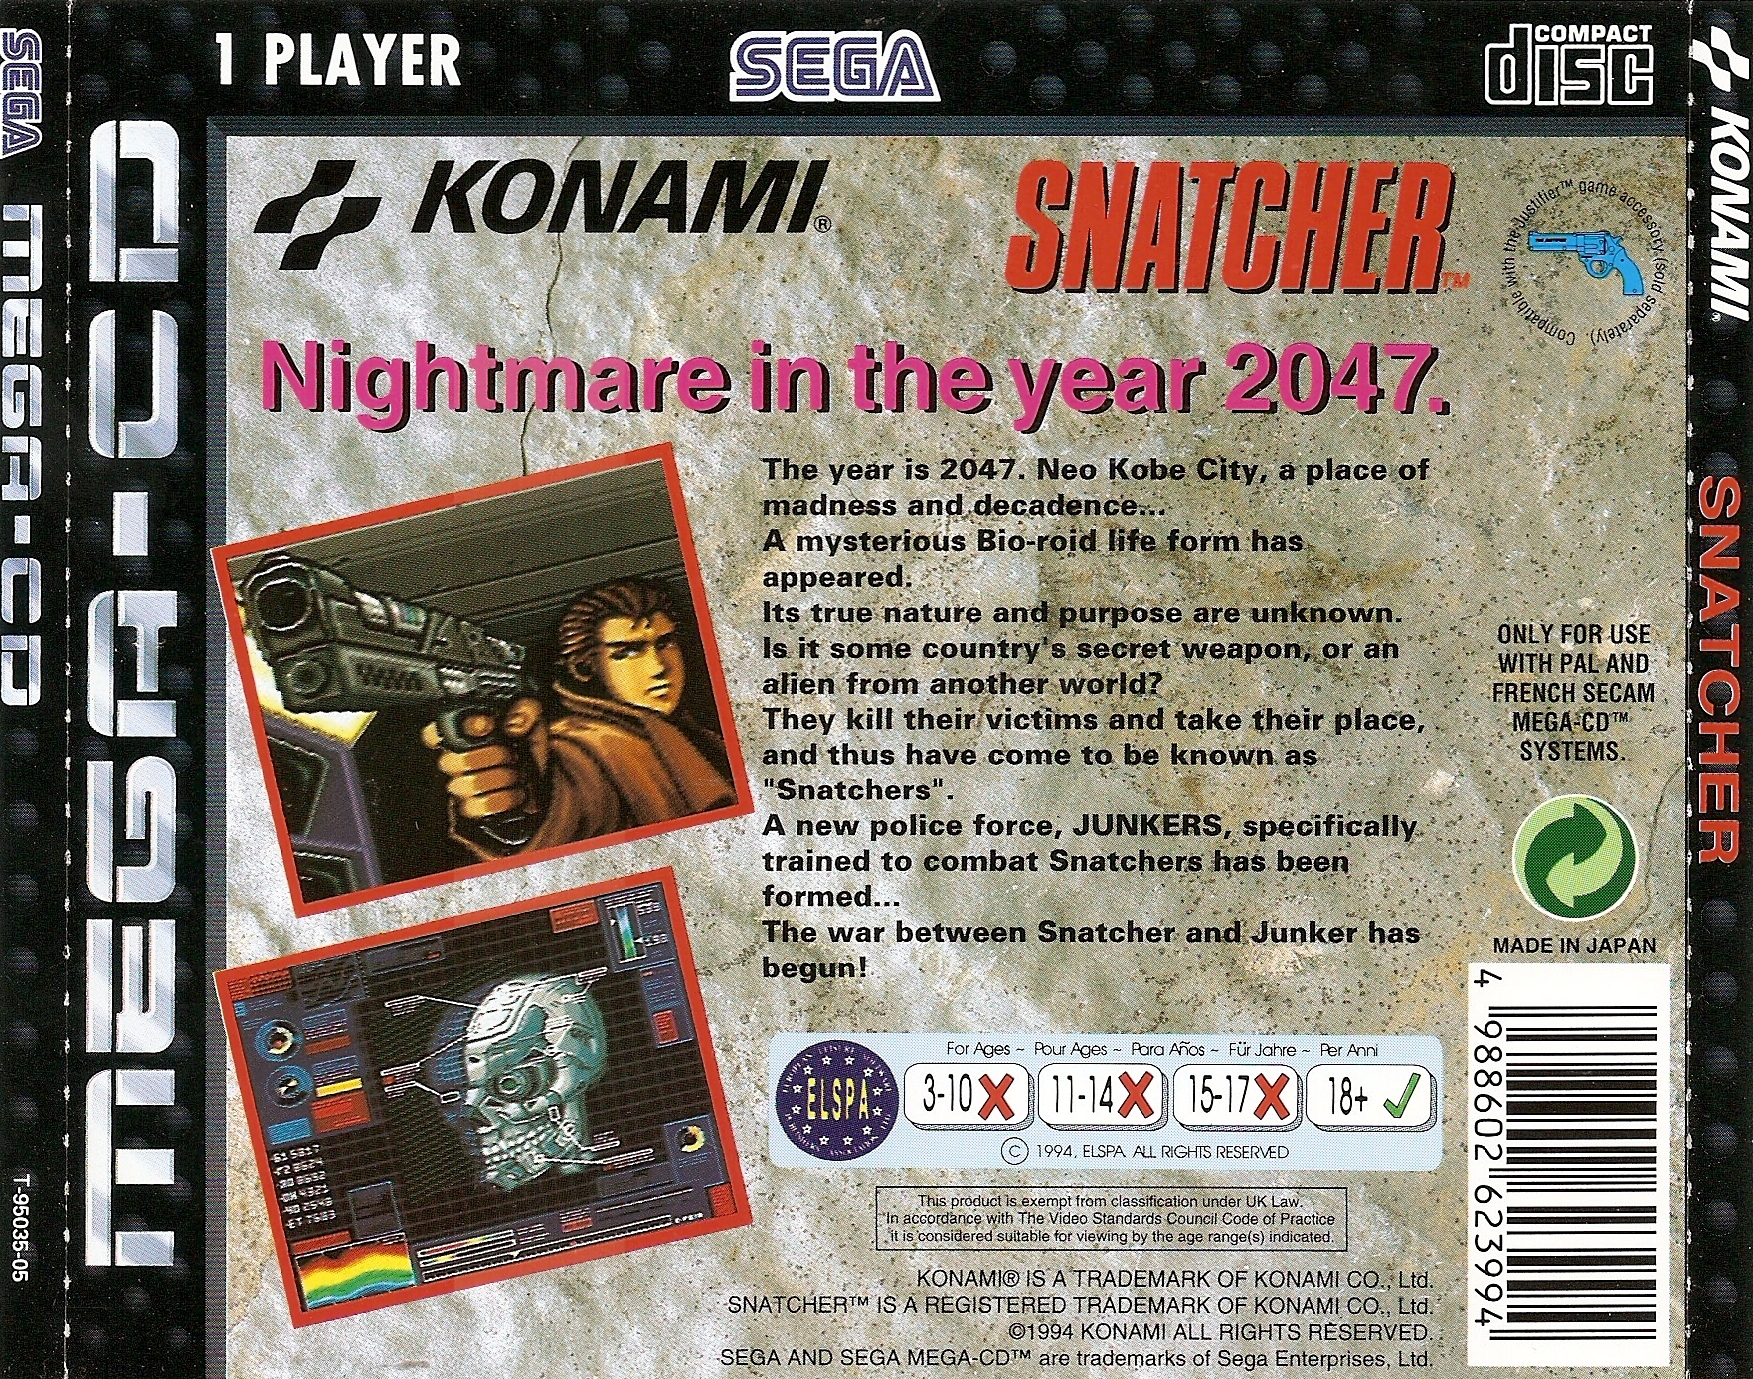 1 PLAYER
SEGA
COMPACT
disc
SEGA MEGA-CD
T-95035-05
MEGA-CD
KONAMI®
SNATCHER™
Compatible with the Justifier™ game accessory (sold separately)
Nightmare in the year 2047.
The year is 2047. Neo Kobe City, a place of
madness and decadence...
A mysterious Bio-roid life form has
appeared.
Its true nature and purpose are unknown.
Is it some country's secret weapon, or an
alien from another world?
They kill their victims and take their place,
and thus have come to be known as
"Snatchers".
A new police force, JUNKERS, specifically
trained to combat Snatchers has been
formed...
The war between Snatcher and Junker has
begun!
ONLY FOR USE
WITH PAL AND
FRENCH SECAM
MEGA-CD™
SYSTEMS.
MADE IN JAPAN
4 988602 623994
For Ages ~ Pour Ages ~ Para Años ~ Für Jahre ~ Per Anni
ELSPA
3-10 11-14 15-17 18+
© 1994, ELSPA. ALL RIGHTS RESERVED
This product is exempt from classification under UK Law.
In accordance with The Video Standards Council Code of Practice
it is considered suitable for viewing by the age range(s) indicated.
KONAMI® IS A TRADEMARK OF KONAMI CO., Ltd.
SNATCHER™ IS A REGISTERED TRADEMARK OF KONAMI CO., Ltd.
©1994 KONAMI ALL RIGHTS RESERVED.
SEGA AND SEGA MEGA-CD™ are trademarks of Sega Enterprises, Ltd.
KONAMI® SNATCHER